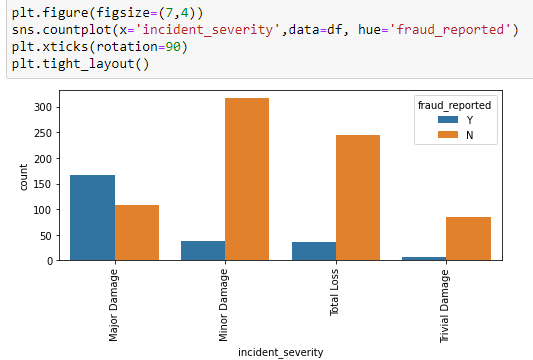 plt.figure(figsize=(7,4))
sns.countplot(x='incident_severity',data=df, hue='fraud_reported')
plt.xticks(rotation=90)
plt.tight_layout()
fraud_reported
Y
N
300
250
200
150
100
50
0
count
Major Damage
Minor Damage
Total Loss
Trivial Damage
incident_severity